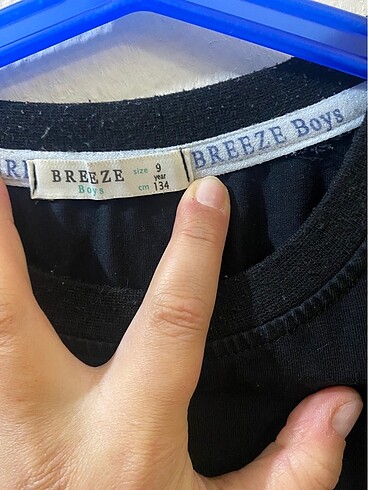 BREEZE Boys
BREEZE
Boys
size 9
year
cm 134